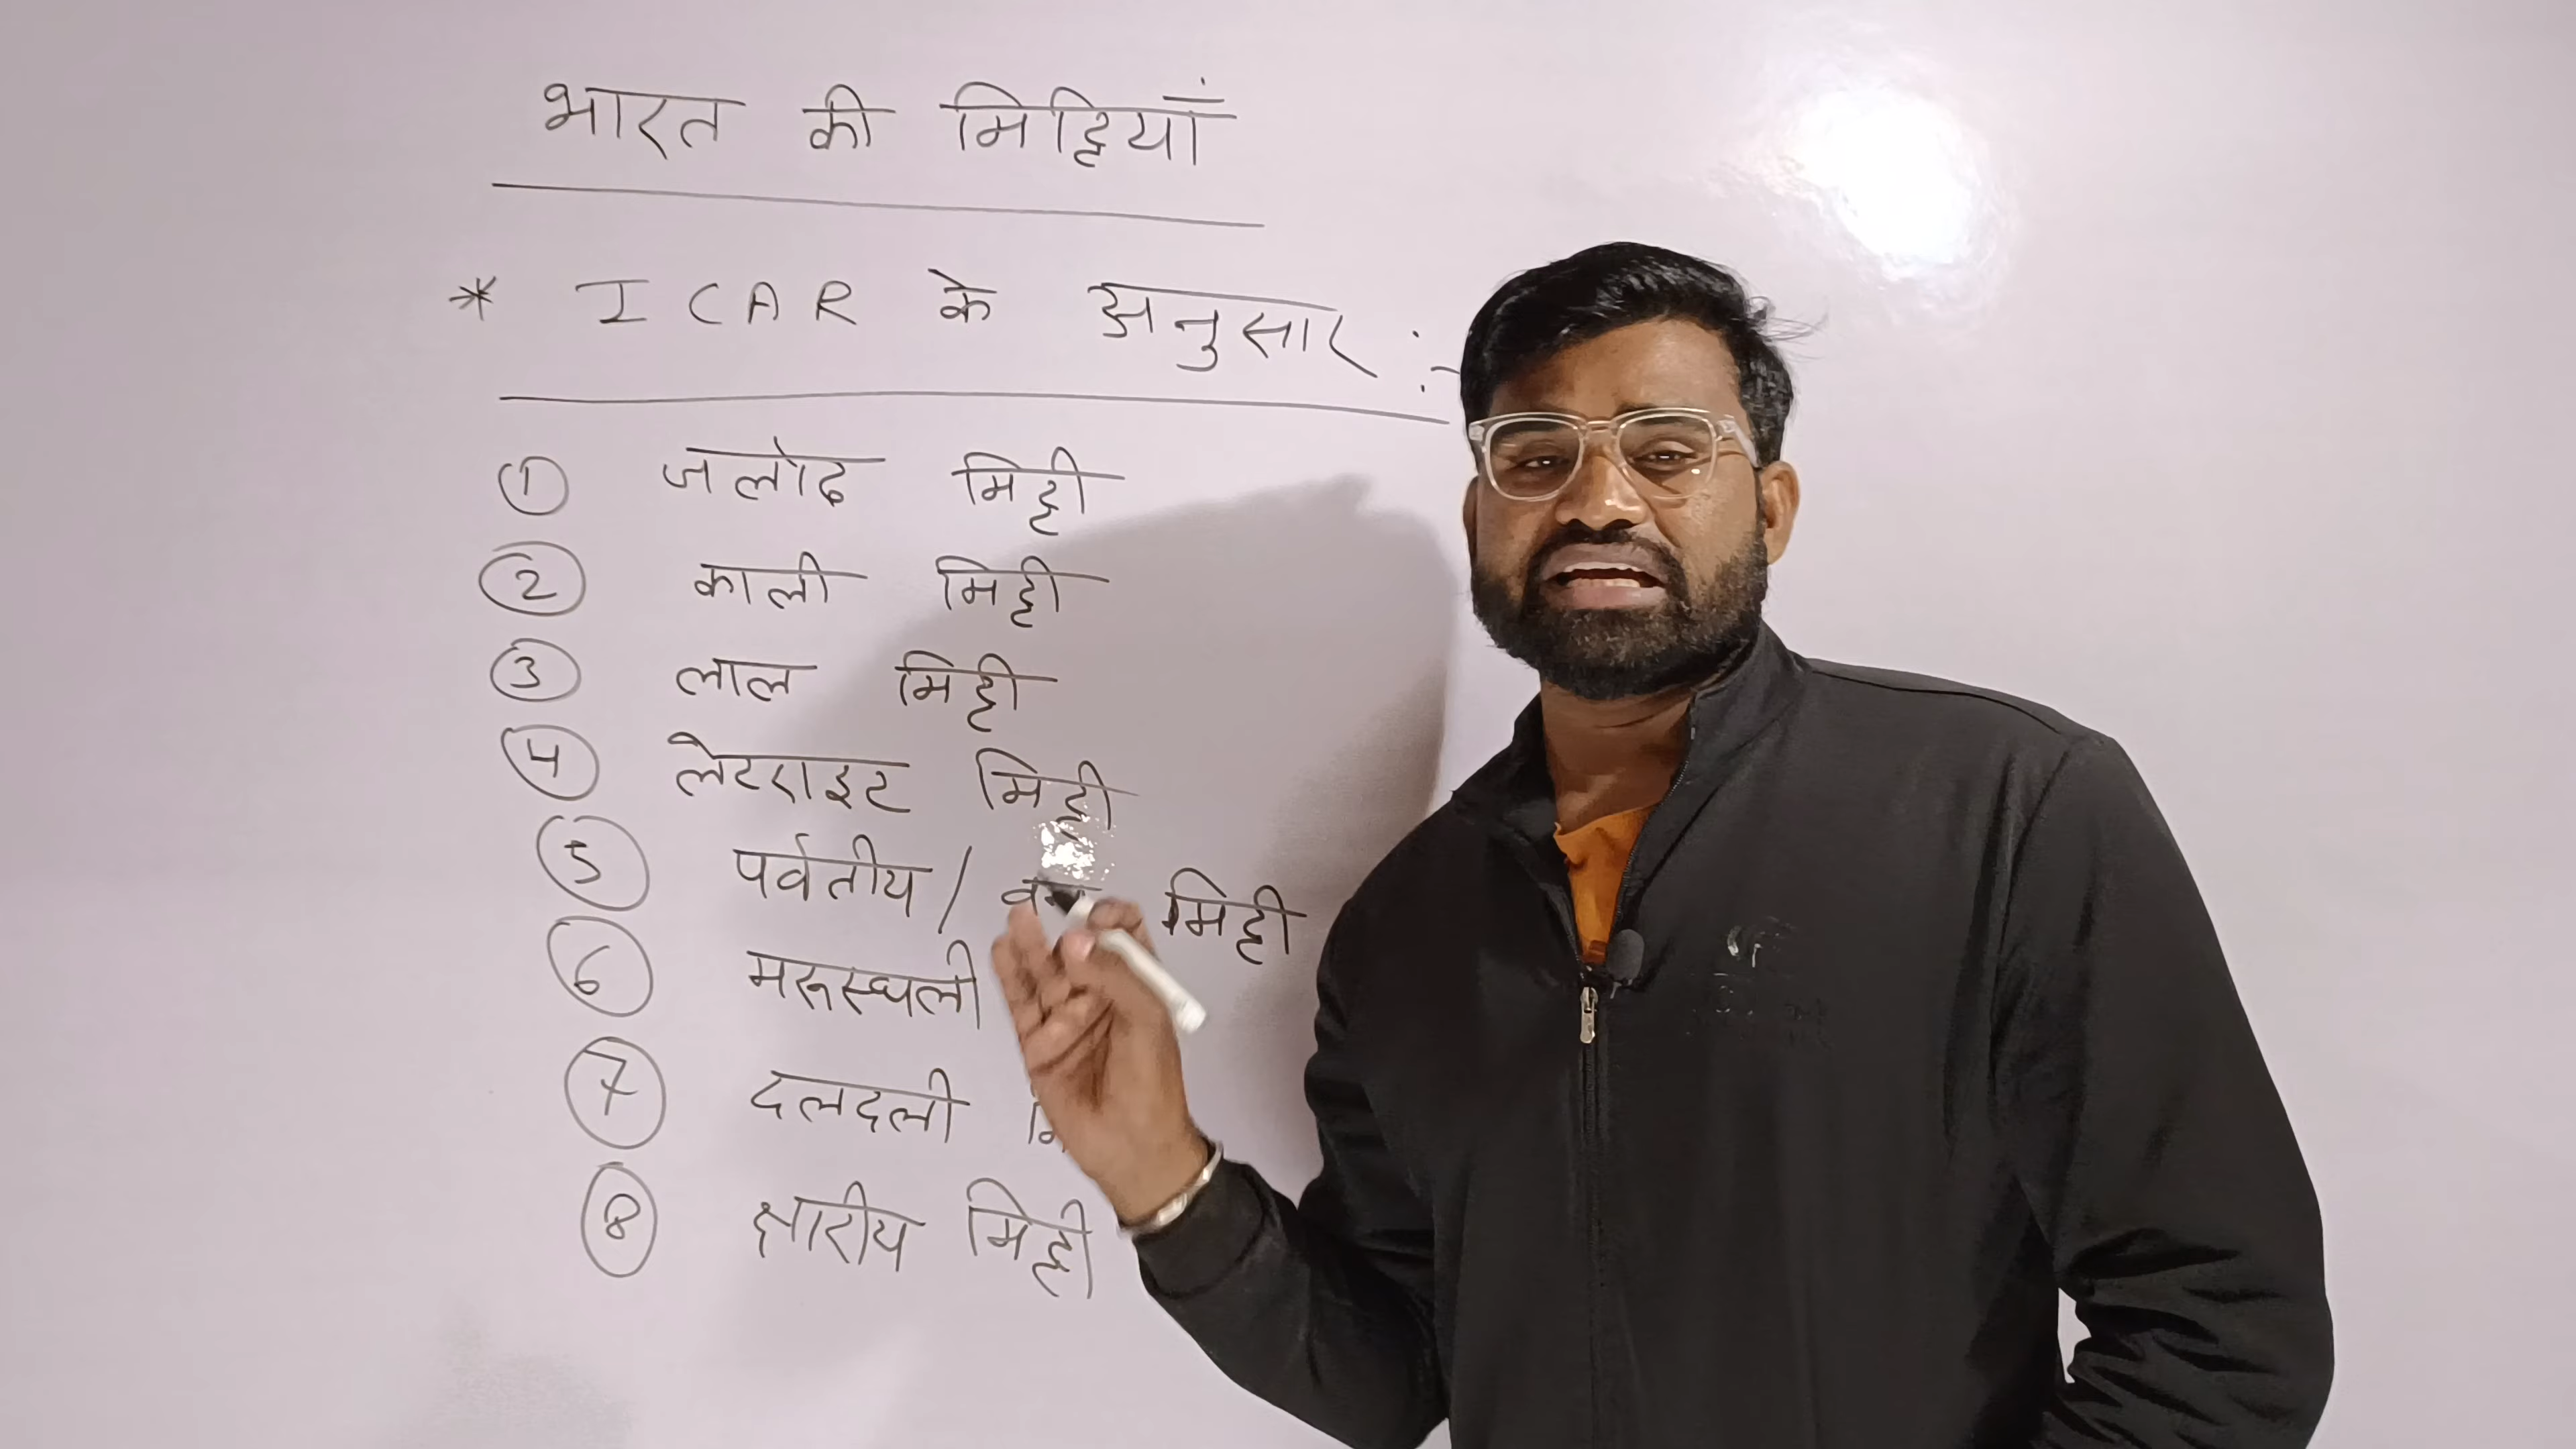 भारत की मिट्टियाँ
* ICAR के अनुसार :-
① जलोढ मिट्टी
② काली मिट्टी
③ लाल मिट्टी
④ लेटराइट मिट्टी
⑤ पर्वतीय / वन मिट्टी
⑥ मरूस्थली
⑦ दलदली
⑧ क्षारीय मिट्टी